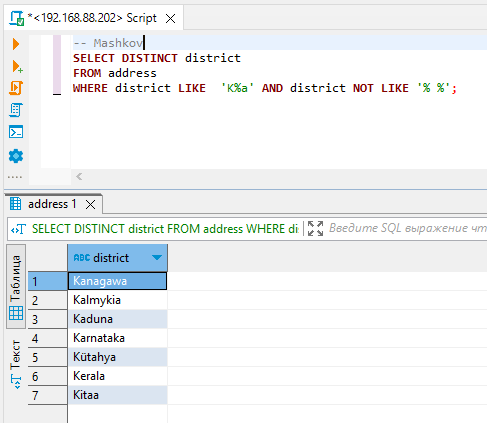 *<192.168.88.202> Script
-- Mashkov
SELECT DISTINCT district
FROM address
WHERE district LIKE  'K%a' AND district NOT LIKE '% %';
address 1
SELECT DISTINCT district FROM address WHERE di
Введите SQL выражение чт
Таблица
Текст
ABC district
1 Kanagawa
2 Kalmykia
3 Kaduna
4 Karnataka
5 Kütahya
6 Kerala
7 Kitaa